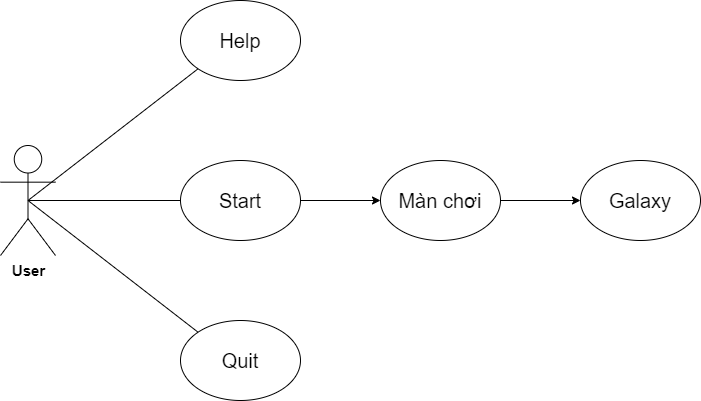 Help
Start
Màn chơi
Galaxy
User
Quit